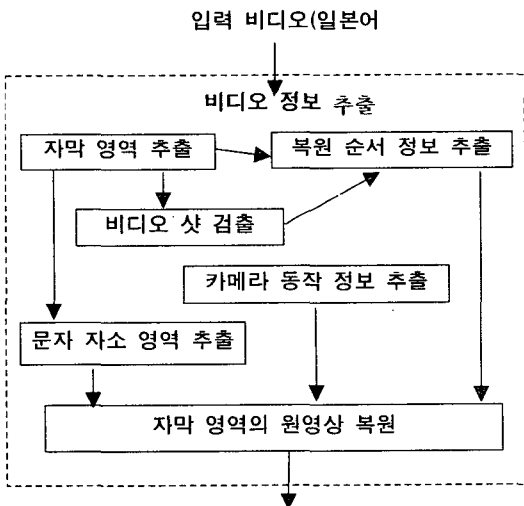 입력 비디오(일본어
비디오 정보 추출
자막 영역 추출
복원 순서 정보 추출
비디오 샷 검출
카메라 동작 정보 추출
문자 자소 영역 추출
자막 영역의 원영상 복원